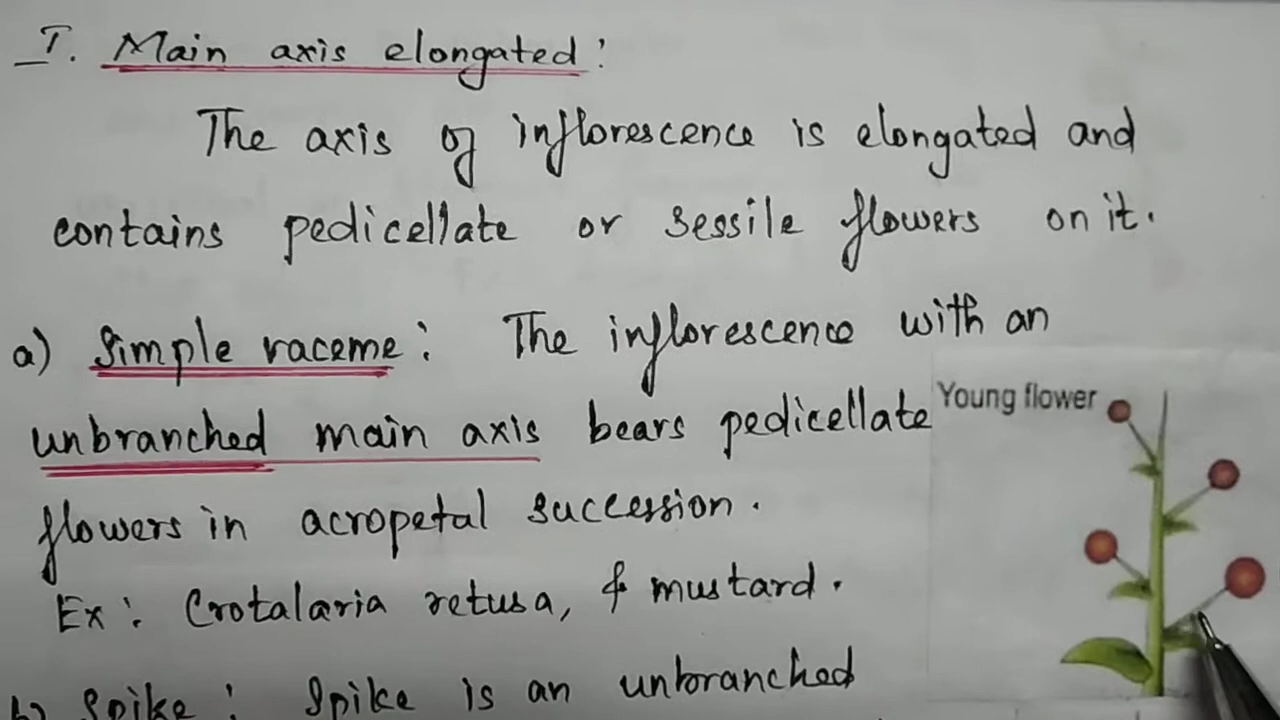 I. Main axis elongated:
The axis of inflorescence is elongated and
contains pedicellate or sessile flowers on it.
a) Simple raceme: The inflorescence with an
unbranched main axis bears pedicellate
Young flower
flowers in acropetal succession.
Ex: Crotalaria retusa, & mustard.
b) Spike: Spike is an unbranched